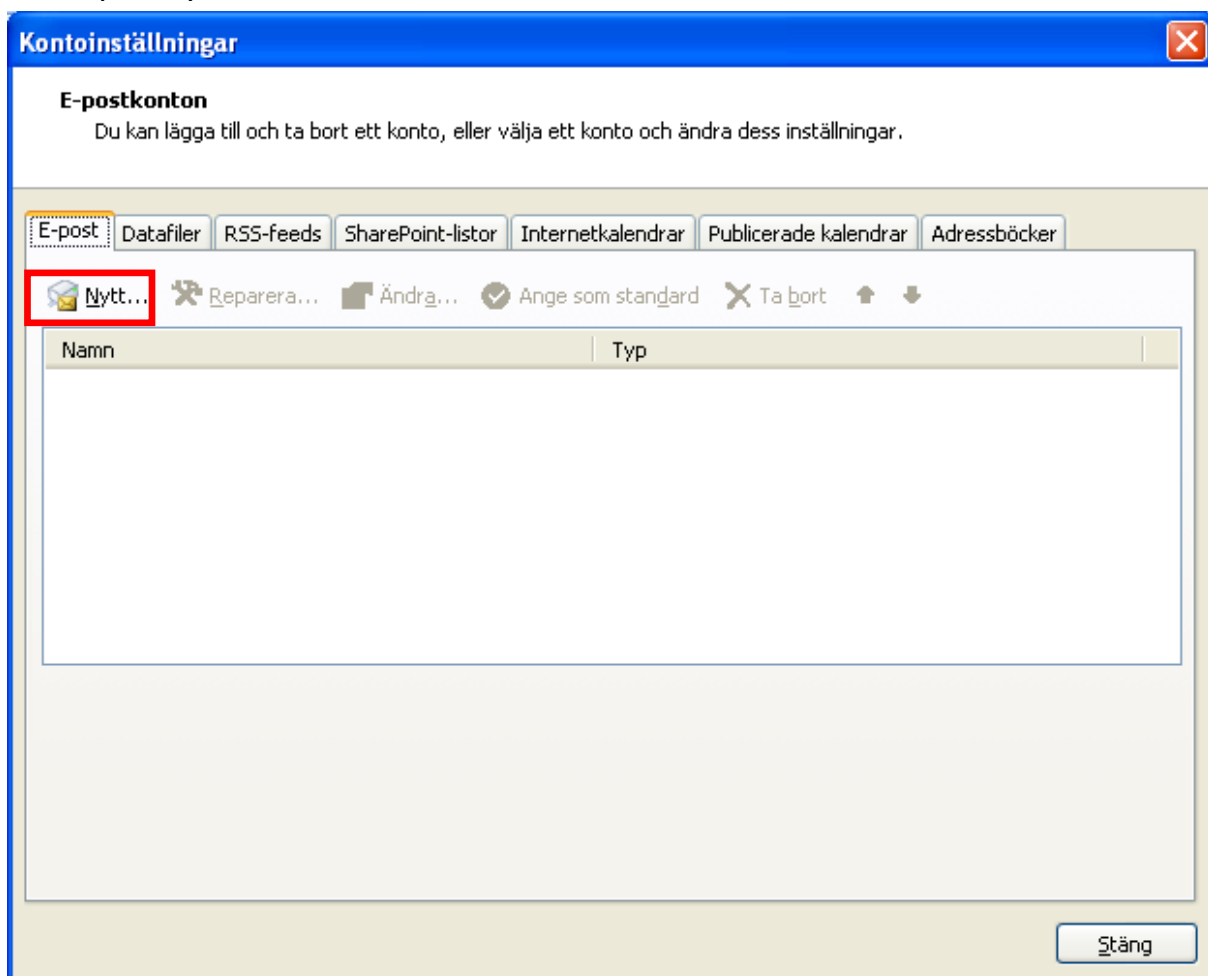 Kontoinställningar
E-postkonton
Du kan lägga till och ta bort ett konto, eller välja ett konto och ändra dess inställningar.
E-post Datafiler RSS-feeds SharePoint-listor Internetkalendrar Publicerade kalendrar Adressböcker
Nytt... Reparera... Ändra... Ange som standard Ta bort
Namn Typ
Stäng